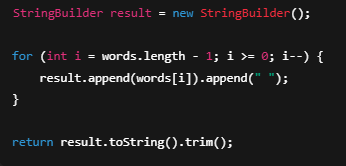 StringBuilder result = new StringBuilder();
for (int i = words.length - 1; i >= 0; i--) {
    result.append(words[i]).append(" ");
}
return result.toString().trim();